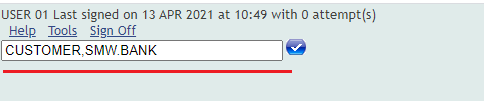 USER 01 Last signed on 13 APR 2021 at 10:49 with 0 attempt(s)
Help Tools Sign Off
CUSTOMER,SMW.BANK